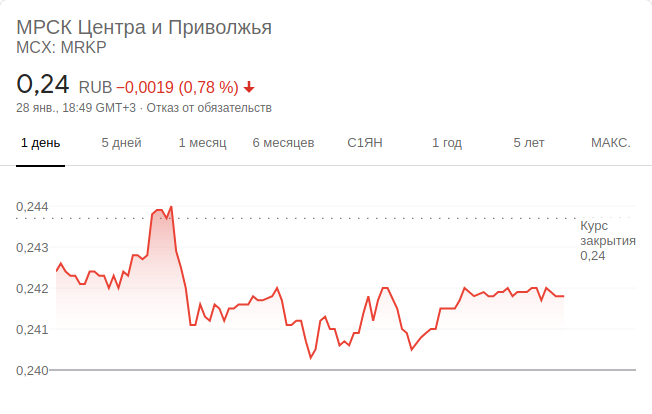 МРСК Центра и Приволжья
MCX: MRKP
0,24 RUB −0,0019 (0,78 %)
28 янв., 18:49 GMT+3 · Отказ от обязательств
1 день 5 дней 1 месяц 6 месяцев С1ЯН 1 год 5 лет МАКС.
0,244
Курс
закрытия
0,24
0,243
0,242
0,241
0,240